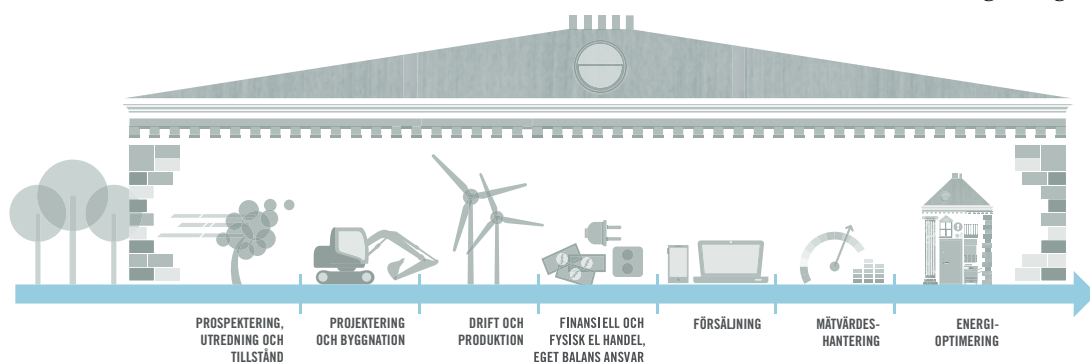 PROSPEKTERING,
UTREDNING OCH
TILLSTÅND
PROJEKTERING
OCH BYGGNATION
DRIFT OCH
PRODUKTION
FINANSIELL OCH
FYSISK EL HANDEL,
EGET BALANS ANSVAR
FÖRSÄLJNING
MÄTVÄRDES-
HANTERING
ENERGI-
OPTIMERING